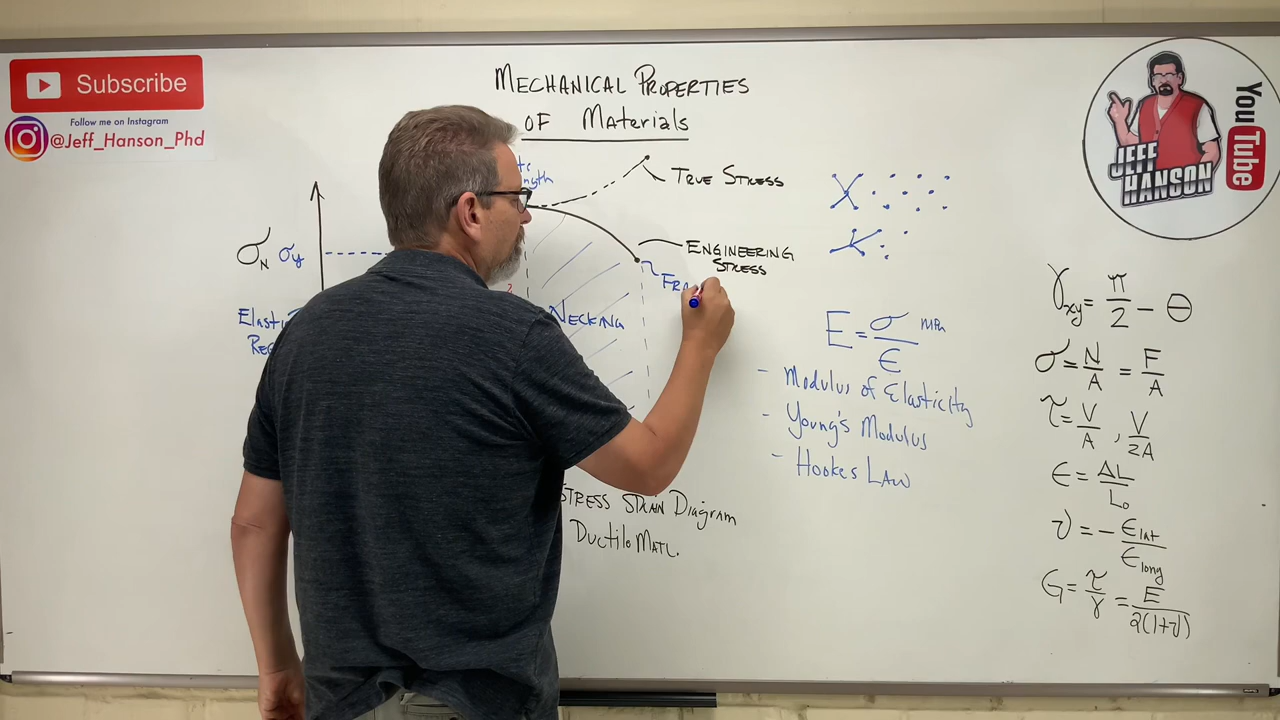 Subscribe
Follow me on Instagram
@Jeff_Hanson_Phd
MECHANICAL PROPERTIES
OF Materials
TRUE STRESS
ENGINEERING
STRESS
FRA
NECKING
σN σy
STRESS STRAIN Diagram
Ductile MATL.
E = σ/ϵ MPa
- Modulus of Elasticity
- Young's Modulus
- Hookes LAW
JEFF
HANSON
YouTube
γxy = π/2 - θ
σ = N/A = F/A
τ = V/A , V/2A
ϵ = ΔL/Lo
ν = - ϵlat/ϵlong
G = τ/γ = E/2(1+ν)